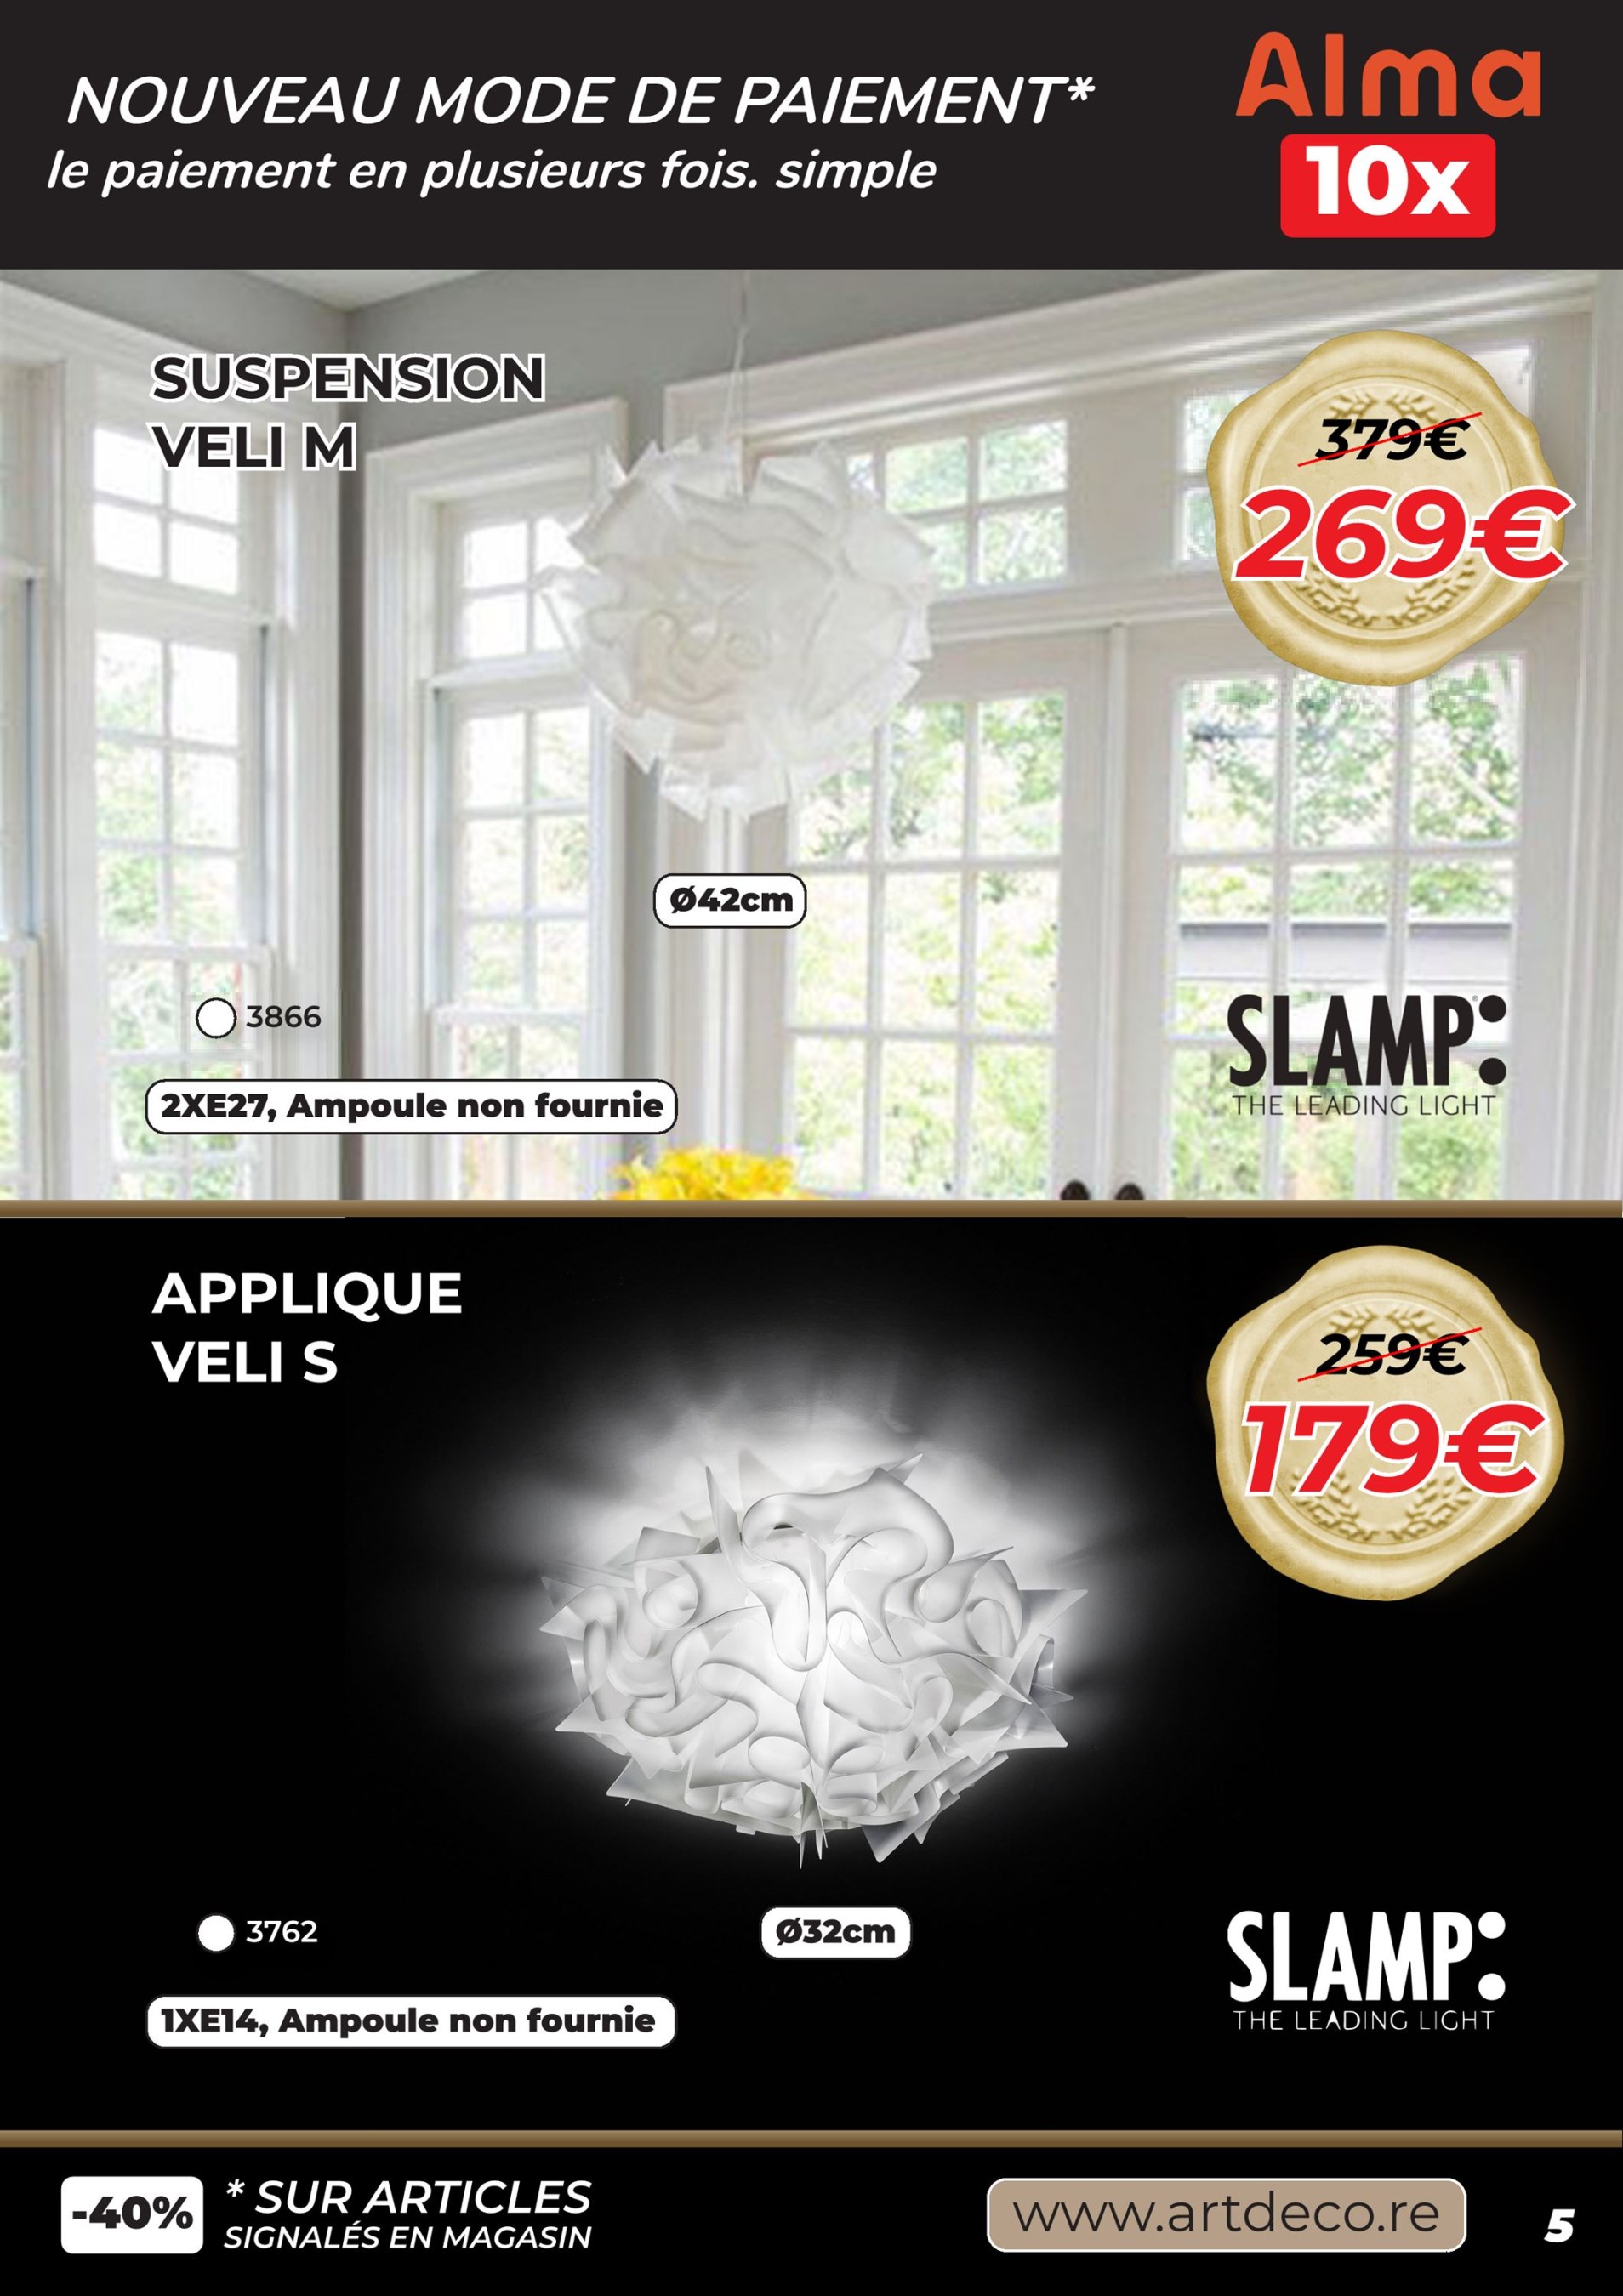 NOUVEAU MODE DE PAIEMENT*
le paiement en plusieurs fois. simple
Alma
10x
SUSPENSION
VELI M
379€
269€
Ø42cm
3866
2XE27, Ampoule non fournie
SLAMP:
THE LEADING LIGHT
APPLIQUE
VELI S
259€
179€
3762
Ø32cm
1XE14, Ampoule non fournie
SLAMP:
THE LEADING LIGHT
-40%
* SUR ARTICLES
SIGNALÉS EN MAGASIN
www.artdeco.re
5